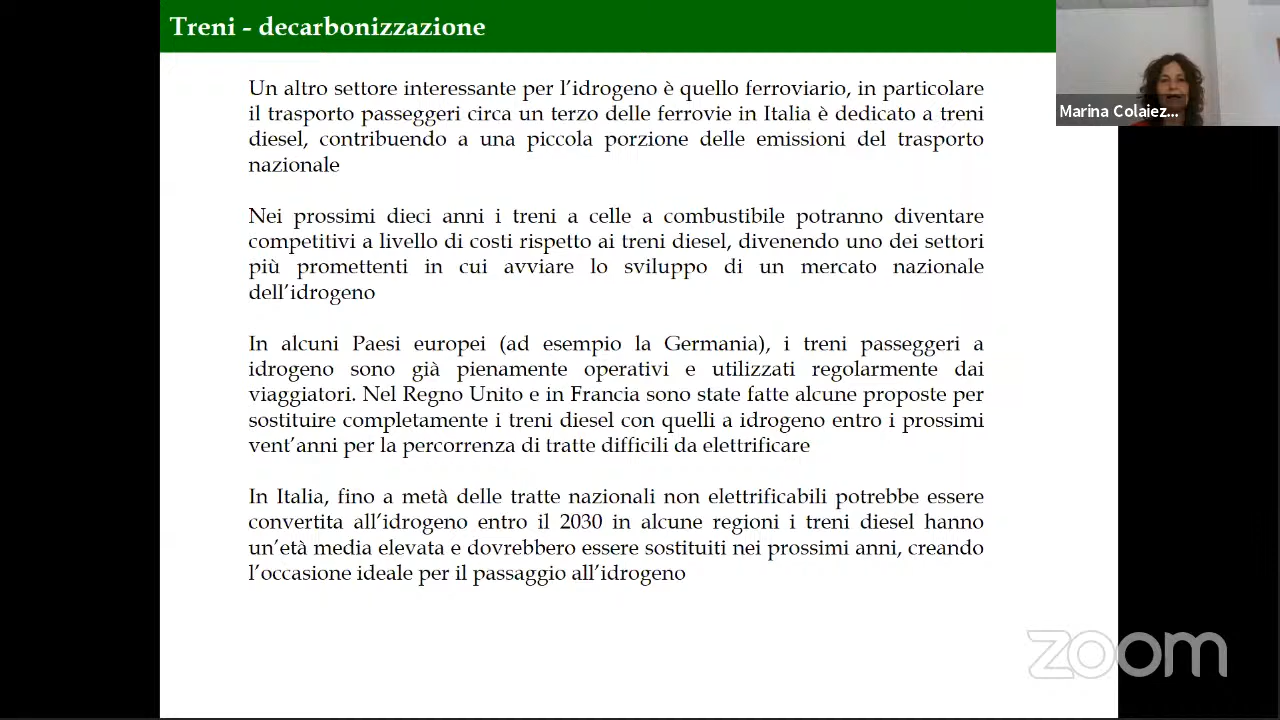 Treni - decarbonizzazione
Marina Colaiez...
Un altro settore interessante per l'idrogeno è quello ferroviario, in particolare
il trasporto passeggeri circa un terzo delle ferrovie in Italia è dedicato a treni
diesel, contribuendo a una piccola porzione delle emissioni del trasporto
nazionale
Nei prossimi dieci anni i treni a celle a combustibile potranno diventare
competitivi a livello di costi rispetto ai treni diesel, divenendo uno dei settori
più promettenti in cui avviare lo sviluppo di un mercato nazionale
dell'idrogeno
In alcuni Paesi europei (ad esempio la Germania), i treni passeggeri a
idrogeno sono già pienamente operativi e utilizzati regolarmente dai
viaggiatori. Nel Regno Unito e in Francia sono state fatte alcune proposte per
sostituire completamente i treni diesel con quelli a idrogeno entro i prossimi
vent'anni per la percorrenza di tratte difficili da elettrificare
In Italia, fino a metà delle tratte nazionali non elettrificabili potrebbe essere
convertita all'idrogeno entro il 2030 in alcune regioni i treni diesel hanno
un'età media elevata e dovrebbero essere sostituiti nei prossimi anni, creando
l'occasione ideale per il passaggio all'idrogeno
zoom